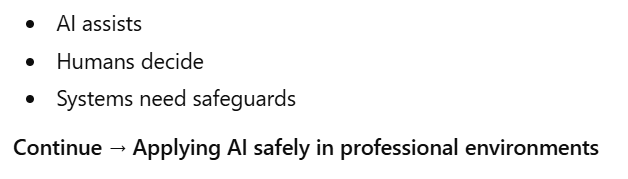 • AI assists
• Humans decide
• Systems need safeguards
Continue → Applying AI safely in professional environments